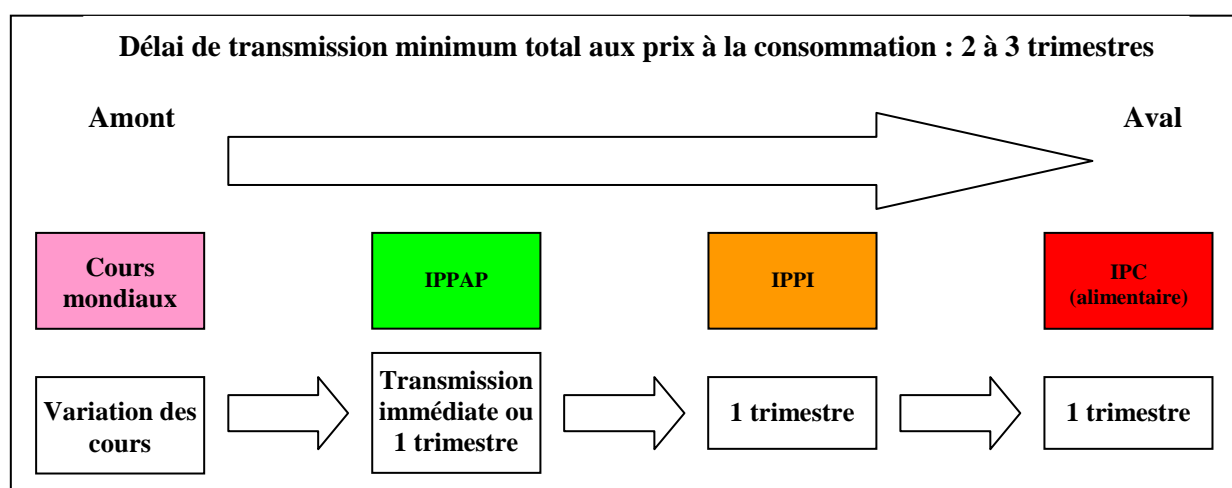 Délai de transmission minimum total aux prix à la consommation : 2 à 3 trimestres
Amont
Aval
Cours
mondiaux
IPPAP
IPPI
IPC
(alimentaire)
Variation des
cours
Transmission
immédiate ou
1 trimestre
1 trimestre
1 trimestre